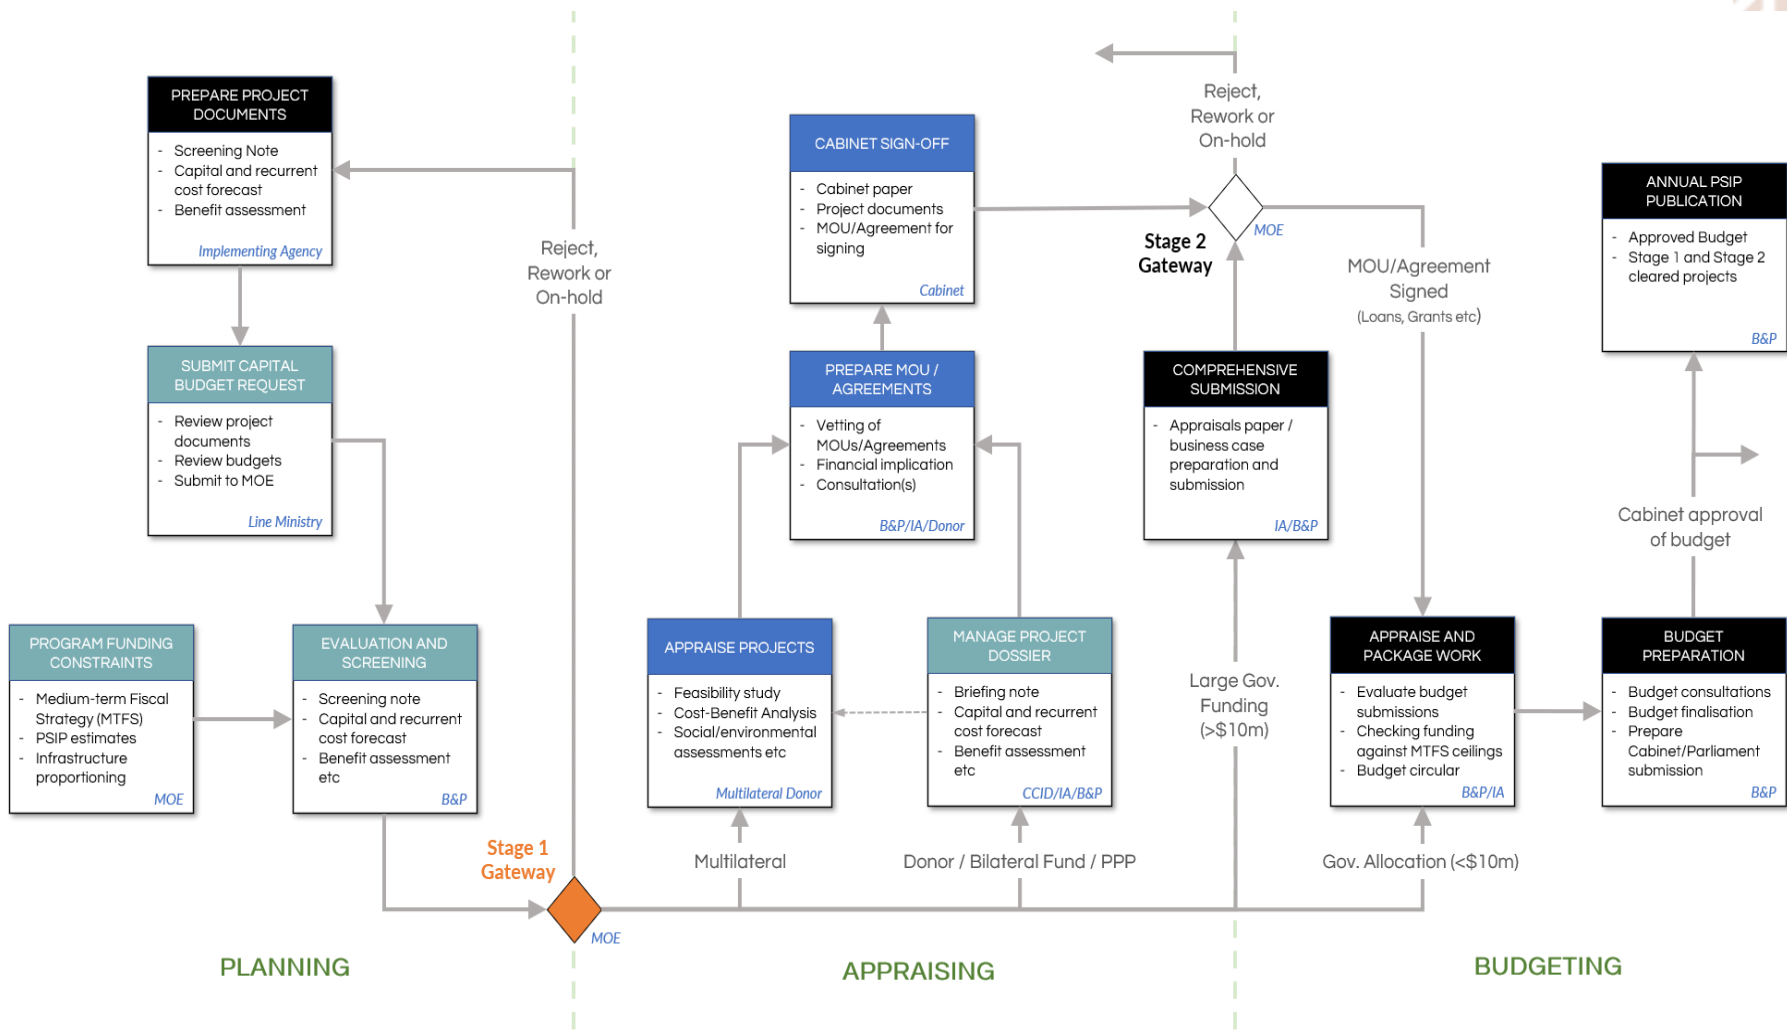 PREPARE PROJECT
DOCUMENTS
- Screening Note
- Capital and recurrent
cost forecast
- Benefit assessment
Implementing Agency
SUBMIT CAPITAL
BUDGET REQUEST
- Review project
documents
- Review budgets
- Submit to MOE
Line Ministry
PROGRAM FUNDING
CONSTRAINTS
- Medium-term Fiscal
Strategy (MTFS)
- PSIP estimates
- Infrastructure
proportioning
MOE
EVALUATION AND
SCREENING
- Screening note
- Capital and recurrent
cost forecast
- Benefit assessment
etc
B&P
Reject,
Rework or
On-hold
Stage 1
Gateway
MOE
PLANNING
CABINET SIGN-OFF
- Cabinet paper
- Project documents
- MOU/Agreement for
signing
Cabinet
PREPARE MOU /
AGREEMENTS
- Vetting of
MOUs/Agreements
- Financial implication
- Consultation(s)
B&P/IA/Donor
APPRAISE PROJECTS
- Feasibility study
- Cost-Benefit Analysis
- Social/environmental
assessments etc
Multilateral Donor
MANAGE PROJECT
DOSSIER
- Briefing note
- Capital and recurrent
cost forecast
- Benefit assessment
etc
CCID/IA/B&P
Multilateral
Donor / Bilateral Fund / PPP
Reject,
Rework or
On-hold
Stage 2
Gateway
MOE
COMPREHENSIVE
SUBMISSION
- Appraisals paper /
business case
preparation and
submission
IA/B&P
Large Gov.
Funding
(>$10m)
APPRAISING
MOU/Agreement
Signed
(Loans, Grants etc)
APPRAISE AND
PACKAGE WORK
- Evaluate budget
submissions
- Checking funding
against MTFS ceilings
- Budget circular
B&P/IA
Gov. Allocation (<$10m)
ANNUAL PSIP
PUBLICATION
- Approved Budget
- Stage 1 and Stage 2
cleared projects
B&P
Cabinet approval
of budget
BUDGET
PREPARATION
- Budget consultations
- Budget finalisation
- Prepare
Cabinet/Parliament
submission
B&P
BUDGETING